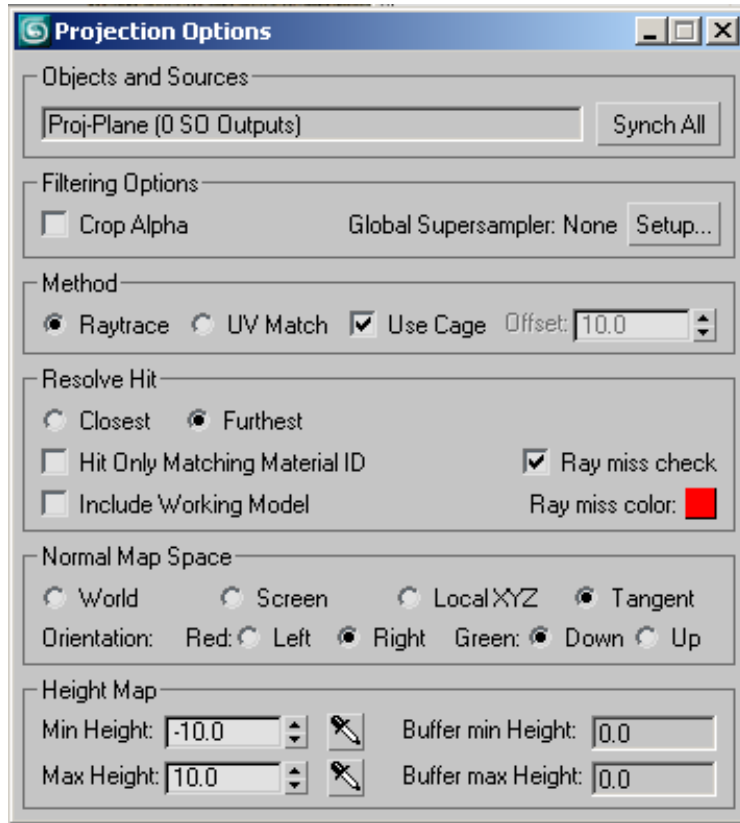 Projection Options
Objects and Sources
Proj-Plane (0 SO Outputs) Synch All
Filtering Options
Crop Alpha Global Supersampler: None Setup...
Method
Raytrace UV Match Use Cage Offset: 10.0
Resolve Hit
Closest Furthest
Hit Only Matching Material ID Ray miss check
Include Working Model Ray miss color:
Normal Map Space
World Screen Local XYZ Tangent
Orientation: Red: Left Right Green: Down Up
Height Map
Min Height: -10.0 Buffer min Height: 0.0
Max Height: 10.0 Buffer max Height: 0.0